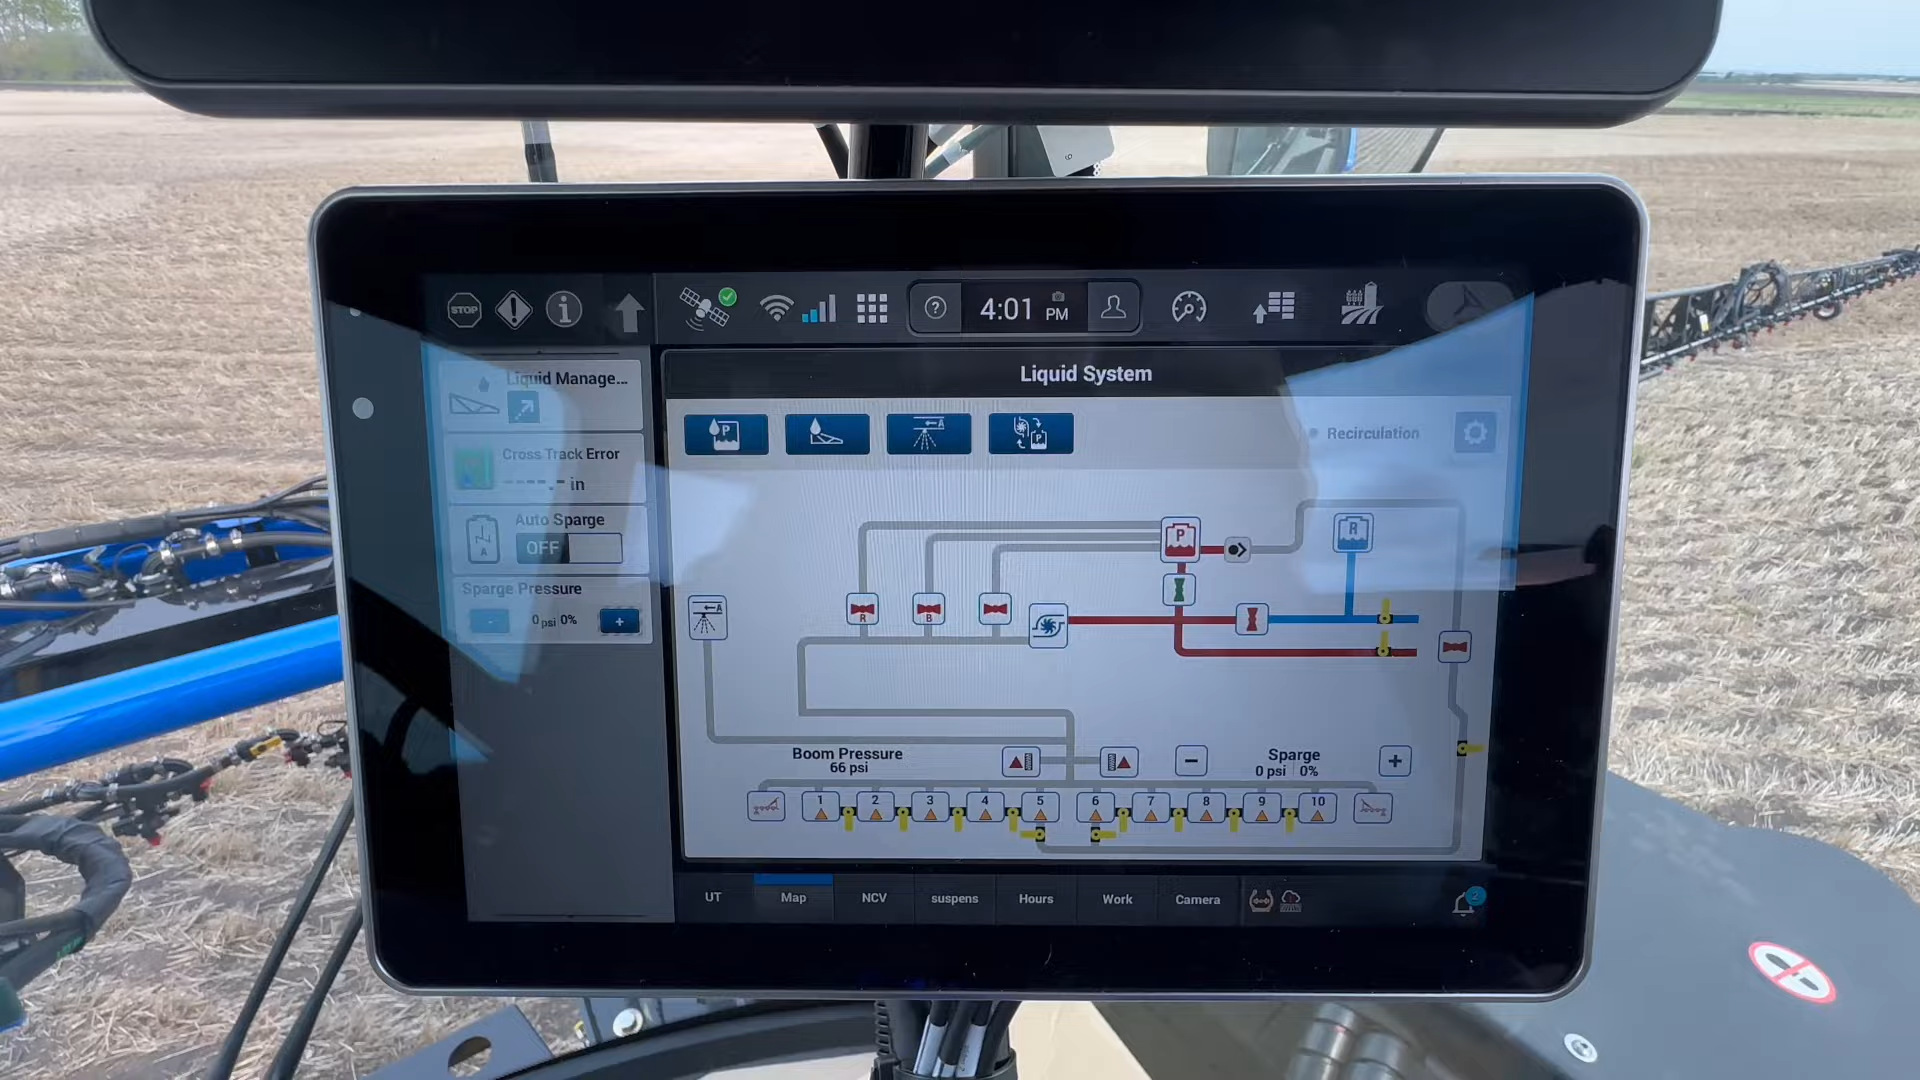 STOP
?
4:01 PM
Liquid Manage...
Liquid System
P
A
P
Recirculation
Cross Track Error
----.- in
Auto Sparge
A
OFF
Sparge Pressure
-
0 psi 0%
+
P
R
A
R
B
Boom Pressure
66 psi
Sparge
0 psi 0%
1
2
3
4
5
6
7
8
9
10
UT
Map
NCV
suspens
Hours
Work
Camera
2